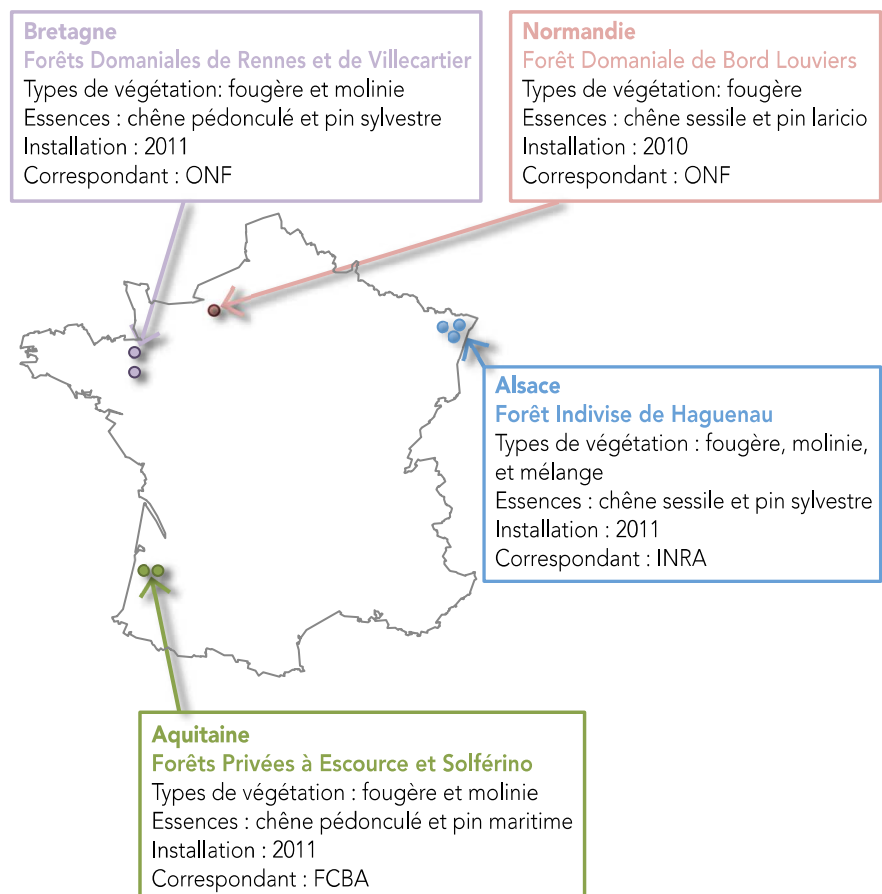 Bretagne
Forêts Domaniales de Rennes et de Villecartier
Types de végétation: fougère et molinie
Essences : chêne pédonculé et pin sylvestre
Installation : 2011
Correspondant : ONF
Normandie
Forêt Domaniale de Bord Louviers
Types de végétation: fougère
Essences : chêne sessile et pin laricio
Installation : 2010
Correspondant : ONF
Alsace
Forêt Indivise de Haguenau
Types de végétation : fougère, molinie,
et mélange
Essences : chêne sessile et pin sylvestre
Installation : 2011
Correspondant : INRA
Aquitaine
Forêts Privées à Escource et Solférino
Types de végétation : fougère et molinie
Essences : chêne pédonculé et pin maritime
Installation : 2011
Correspondant : FCBA